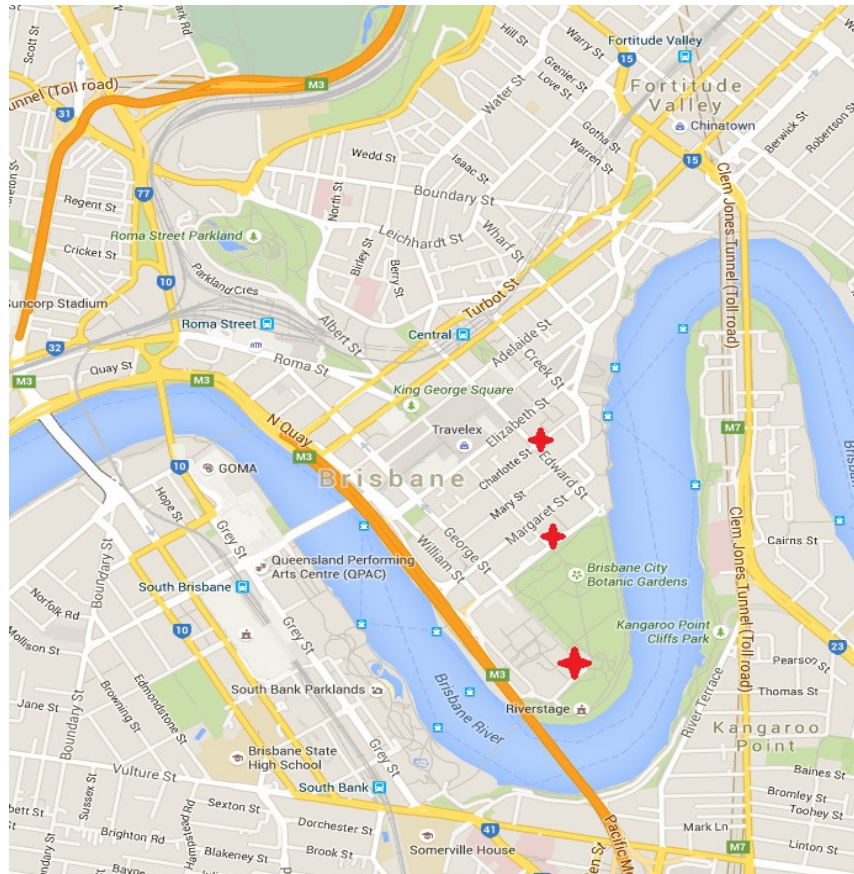 Park Rd
Scott St
Tunnel (Toll road)
M3
31
77
Hill St
Warry St
15
Fortitude Valley
Grenier St
Love St
Fortitude
Valley
Water St
Gotha St
Warren St
Chinatown
Berwick St
Robertson St
15
Wedd St
Isaac St
Boundary St
North St
Regent St
Roma Street Parkland
Leichhardt St
Wharf St
Birley St
Berry St
Cricket St
Parkland Cres
10
Clem Jones Tunnel (Toll road)
Suncorp Stadium
Roma Street
Albert St
Turbot St
Central
Adelaide St
Creek St
32
Quay St
M3
M3
Roma St
King George Square
N Quay
M3
Travelex
Elizabeth St
M7
10
GOMA
Brisbane
Charlotte St
Edward St
Hope St
Grey St
Mary St
Margaret St
Clem Jones Tunnel (Toll road)
Cairns St
Boundary St
George St
William St
Queensland Performing
Arts Centre (QPAC)
Brisbane City
Botanic Gardens
South Brisbane
Norfolk Rd
Mollison St
10
Grey St
Kangaroo Point
Cliffs Park
23
Pearson St
M3
Thomas St
South Bank Parklands
Riverstage
Brisbane River
River Terrace
Jane St
Browning St
Edmondstone St
Boundary St
Kangaroo
Point
Grey St
Brisbane State
High School
Vulture St
Baines St
South Bank
Bromley St
Toohey St
Sussex St
Sexton St
Mark Ln
Dorchester St
41
Linton St
Brighton Rd
Blakeney St
Brook St
Somerville House
M7